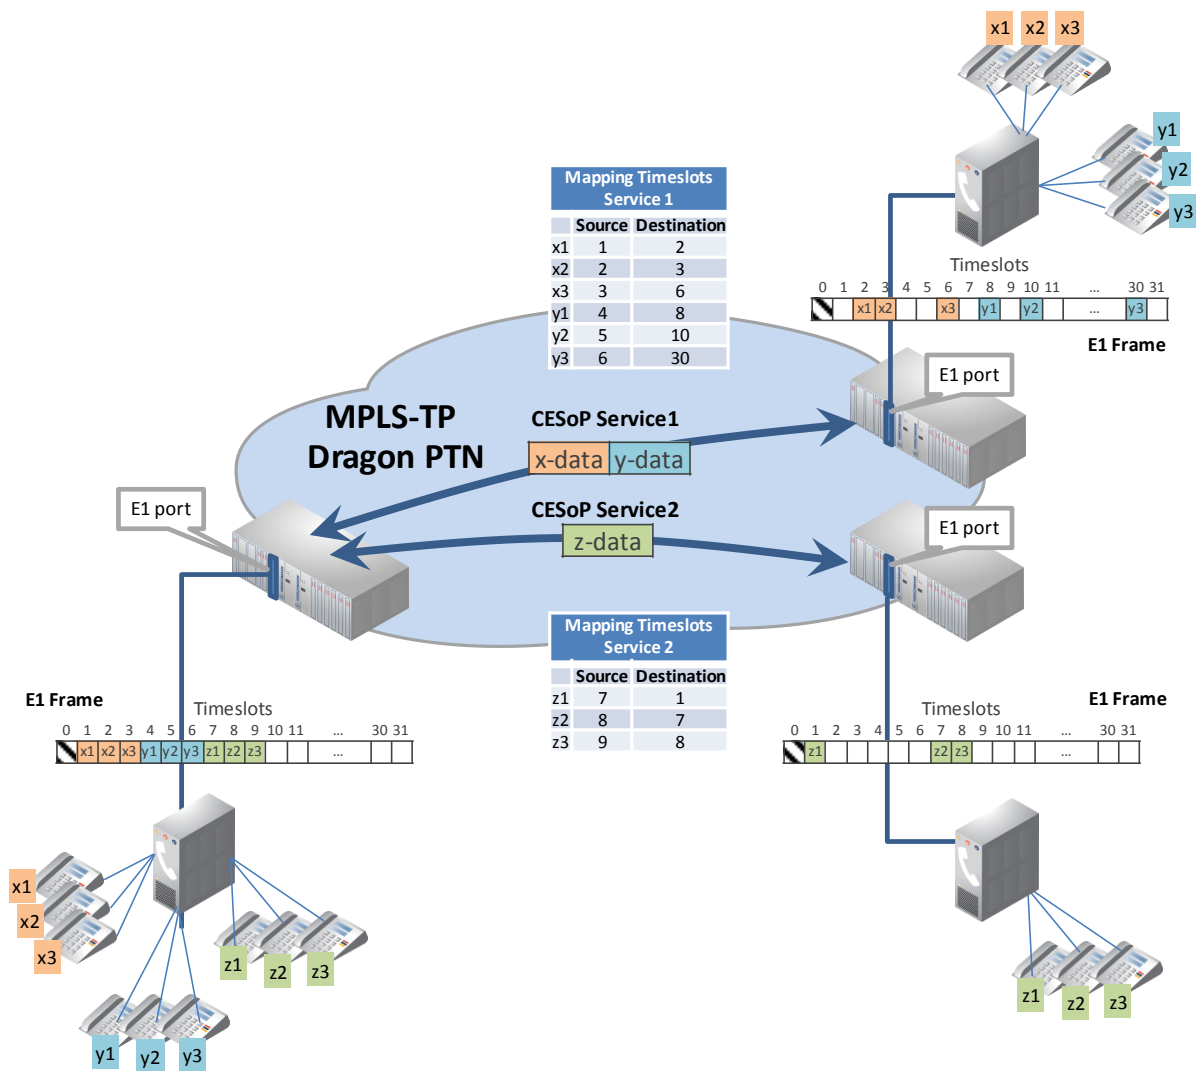 x1 x2 x3
y1
y2
y3
Mapping Timeslots
Service 1
Source Destination
x1 1 2
x2 2 3
x3 3 6
y1 4 8
y2 5 10
y3 6 30
Timeslots
0 1 2 3 4 5 6 7 8 9 10 11 ... 30 31
x1 x2 x3 y1 y2 ... y3
E1 Frame
E1 port
MPLS-TP
Dragon PTN
CESoP Service1
x-data y-data
E1 port
CESoP Service2
z-data
E1 port
Mapping Timeslots
Service 2
Source Destination
z1 7 1
z2 8 7
z3 9 8
E1 Frame
Timeslots
0 1 2 3 4 5 6 7 8 9 10 11 ... 30 31
x1 x2 x3 y1 y2 y3 z1 z2 z3 ...
E1 Frame
Timeslots
0 1 2 3 4 5 6 7 8 9 10 11 ... 30 31
z1 z2 z3 ...
x1
x2
x3
z1 z2 z3
y1 y2 y3
z1 z2 z3